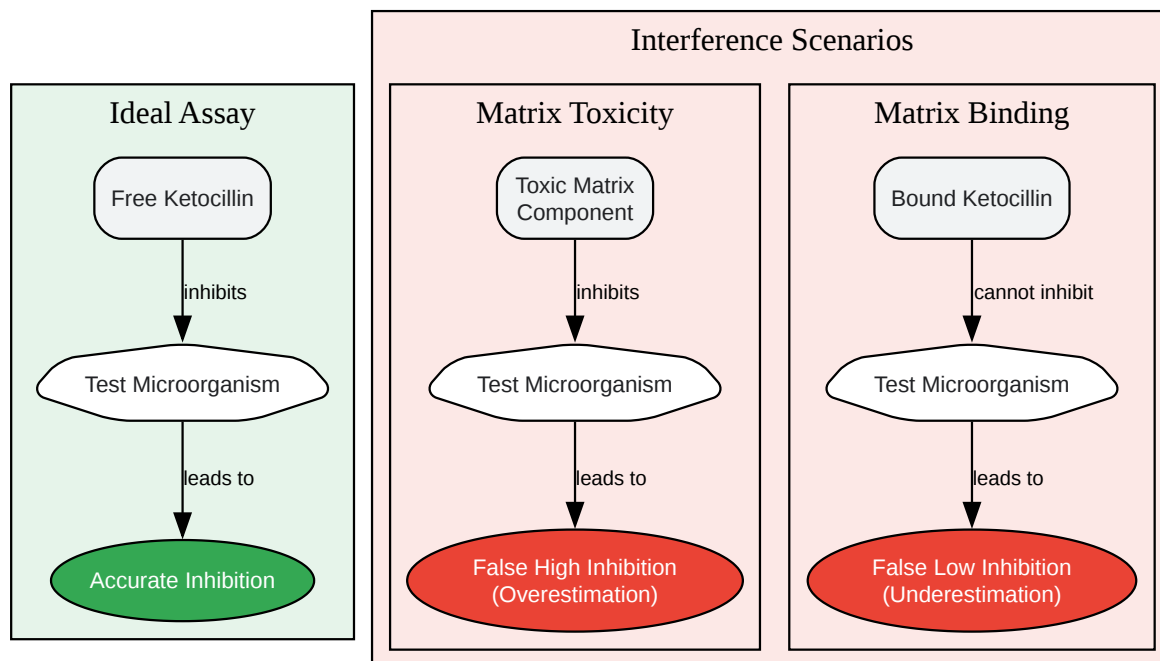 Interference Scenarios
Ideal Assay
Free Ketocillin
inhibits
Test Microorganism
leads to
Accurate Inhibition
Matrix Toxicity
Toxic Matrix
Component
inhibits
Test Microorganism
leads to
False High Inhibition
(Overestimation)
Matrix Binding
Bound Ketocillin
cannot inhibit
Test Microorganism
leads to
False Low Inhibition
(Underestimation)